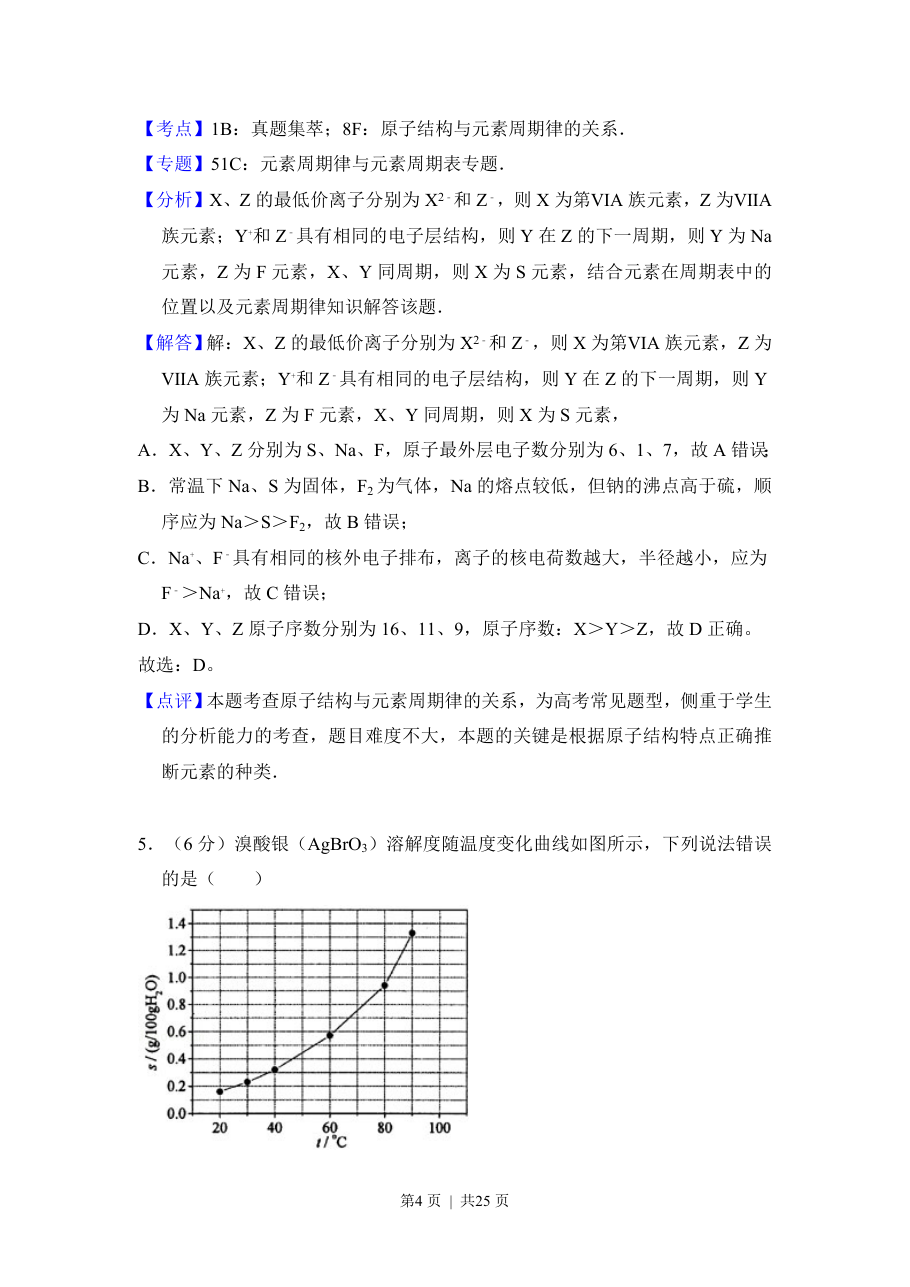 【考点】1B：真题集萃；8F：原子结构与元素周期律的关系．
【专题】51C：元素周期律与元素周期表专题．
【分析】X、Z 的最低价离子分别为 X2﹣和 Z﹣，则 X 为第ⅥA 族元素，Z 为ⅦA
族元素；Y+和 Z﹣具有相同的电子层结构，则 Y 在 Z 的下一周期，则 Y 为 Na
元素，Z 为 F 元素，X、Y 同周期，则 X 为 S 元素，结合元素在周期表中的
位置以及元素周期律知识解答该题．
【解答】解：X、Z 的最低价离子分别为 X2﹣和 Z﹣，则 X 为第ⅥA 族元素，Z 为
ⅦA 族元素；Y+和 Z﹣具有相同的电子层结构，则 Y 在 Z 的下一周期，则 Y
为 Na 元素，Z 为 F 元素，X、Y 同周期，则 X 为 S 元素，
A．X、Y、Z 分别为 S、Na、F，原子最外层电子数分别为 6、1、7，故 A 错误；
B．常温下 Na、S 为固体，F2 为气体，Na 的熔点较低，但钠的沸点高于硫，顺
序应为 Na＞S＞F2，故 B 错误；
C．Na+、F﹣具有相同的核外电子排布，离子的核电荷数越大，半径越小，应为
F﹣＞Na+，故 C 错误；
D．X、Y、Z 原子序数分别为 16、11、9，原子序数：X＞Y＞Z，故 D 正确。
故选：D。
【点评】本题考查原子结构与元素周期律的关系，为高考常见题型，侧重于学生
的分析能力的考查，题目难度不大，本题的关键是根据原子结构特点正确推
断元素的种类．
5．（6 分）溴酸银（AgBrO3）溶解度随温度变化曲线如图所示，下列说法错误
的是（　　）
1.4
1.2
1.0
0.8
0.6
0.4
0.2
0.0
s / (g/100gH2O)
20 40 60 80 100
t / °C
第4 页 | 共25 页